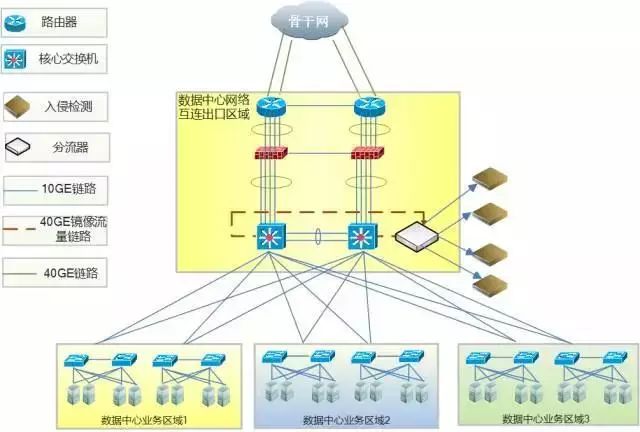 骨干网
路由器
核心交换机
数据中心网络
互连出口区域
入侵检测
分流器
10GE链路
40GE镜像流
量链路
40GE链路
数据中心业务区域1
数据中心业务区域2
数据中心业务区域3